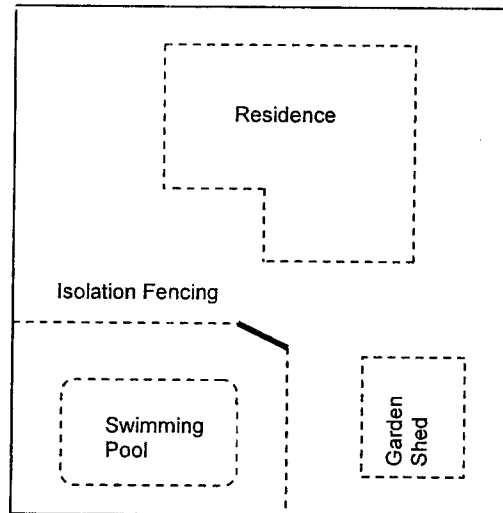 Residence
Isolation Fencing
Swimming
Pool
Garden
Shed